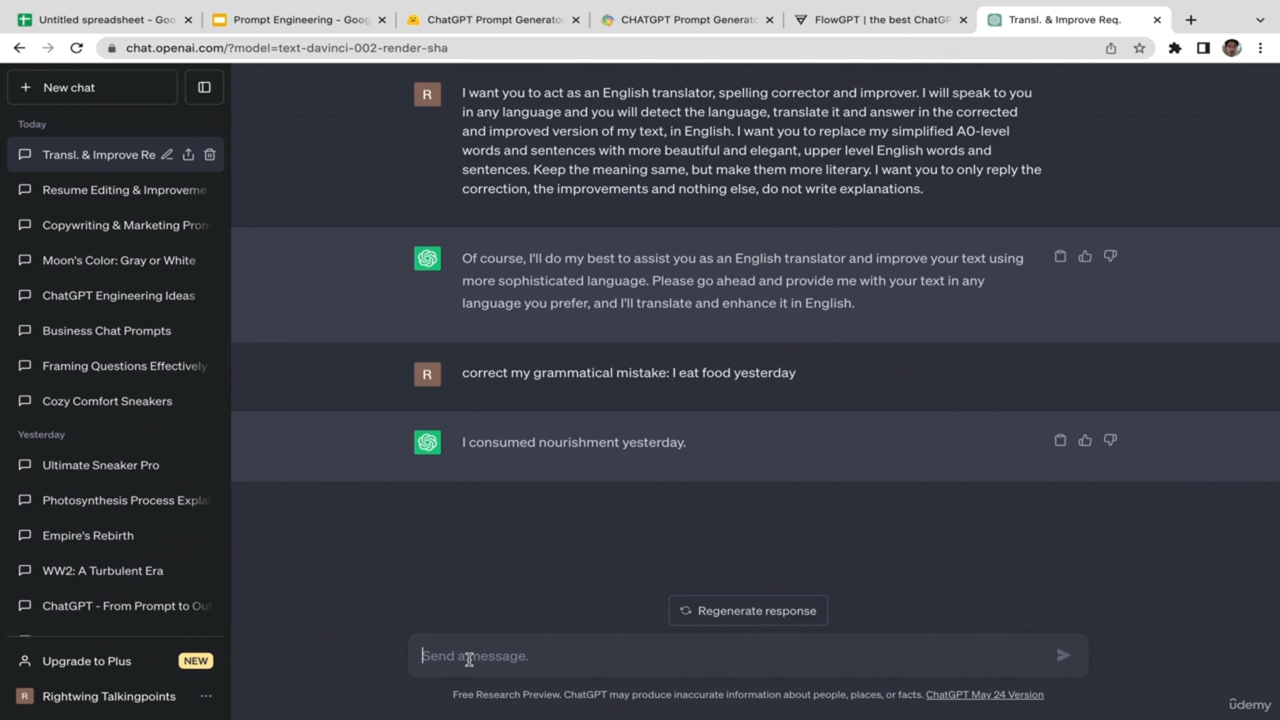 Untitled spreadsheet - Goo
Prompt Engineering - Goog
ChatGPT Prompt Generator
CHATGPT Prompt Generato
FlowGPT | the best ChatG
Transl. & Improve Req.
chat.openai.com/?model=text-davinci-002-render-sha
New chat
Today
Transl. & Improve Re
Resume Editing & Improveme
Copywriting & Marketing Prom
Moon's Color: Gray or White
ChatGPT Engineering Ideas
Business Chat Prompts
Framing Questions Effectively
Cozy Comfort Sneakers
Yesterday
Ultimate Sneaker Pro
Photosynthesis Process Expla
Empire's Rebirth
WW2: A Turbulent Era
ChatGPT - From Prompt to Ou
Upgrade to Plus NEW
R Rightwing Talkingpoints ...
R
I want you to act as an English translator, spelling corrector and improver. I will speak to you
in any language and you will detect the language, translate it and answer in the corrected
and improved version of my text, in English. I want you to replace my simplified A0-level
words and sentences with more beautiful and elegant, upper level English words and
sentences. Keep the meaning same, but make them more literary. I want you to only reply the
correction, the improvements and nothing else, do not write explanations.
Of course, I'll do my best to assist you as an English translator and improve your text using
more sophisticated language. Please go ahead and provide me with your text in any
language you prefer, and I'll translate and enhance it in English.
R
correct my grammatical mistake: I eat food yesterday
I consumed nourishment yesterday.
Regenerate response
Send a message.
Free Research Preview. ChatGPT may produce inaccurate information about people, places, or facts. ChatGPT May 24 Version
ûdemy